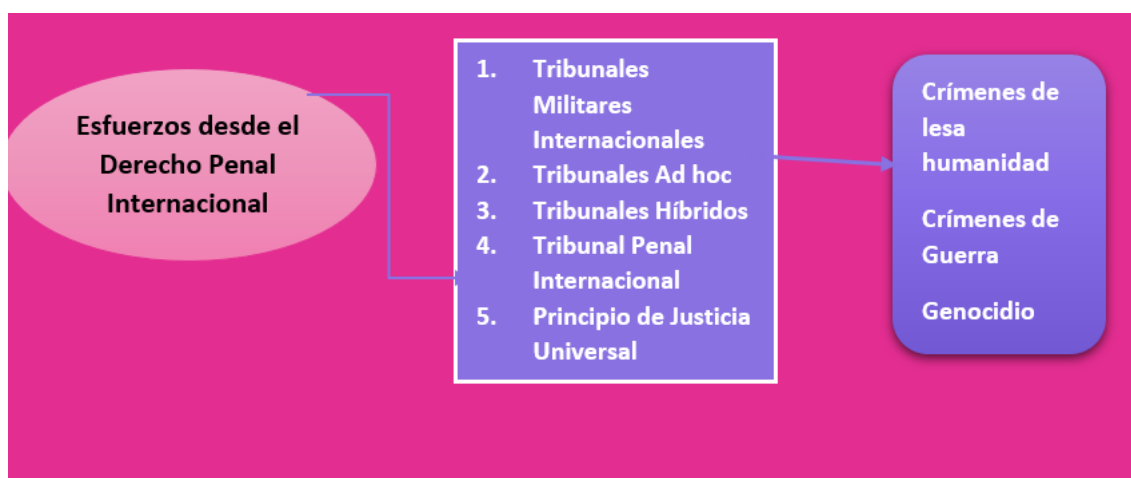 Esfuerzos desde el
Derecho Penal
Internacional
1. Tribunales
Militares
Internacionales
2. Tribunales Ad hoc
3. Tribunales Híbridos
4. Tribunal Penal
Internacional
5. Principio de Justicia
Universal
Crímenes de
lesa
humanidad
Crímenes de
Guerra
Genocidio